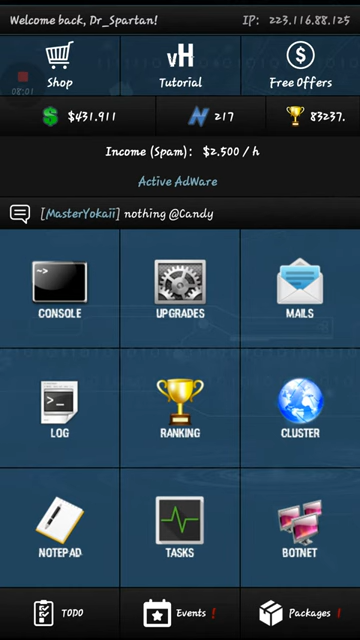 Welcome back, Dr_Spartan!
IP: 223.116.88.125
vH
Shop
Tutorial
Free Offers
08:01
$431.911
217
83237.
Income (Spam): $2.500 / h
Active AdWare
[MasterYokaii] nothing @Candy
CONSOLE
UPGRADES
MAILS
LOG
RANKING
CLUSTER
NOTEPAD
TASKS
BOTNET
TODO
Events !
Packages !